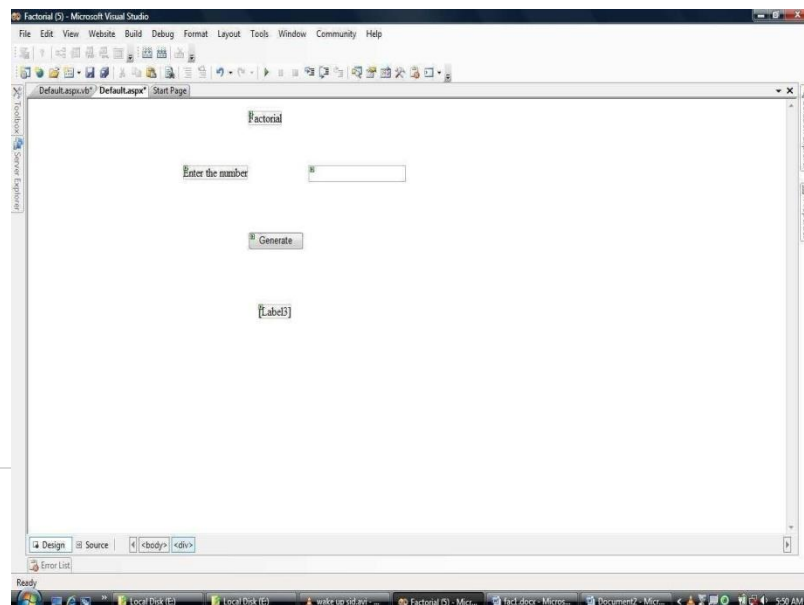 Factorial (5) - Microsoft Visual Studio
File Edit View Website Build Debug Format Layout Tools Window Community Help
Default.aspx.vb* Default.aspx* Start Page
Toolbox
Server Explorer
Factorial
Enter the number
Generate
[Label3]
Design Source <body> <div>
Error List
Ready
Local Disk (E:) Local Disk (E:) wake up sid.avi - ... Factorial (5) - Micr... fact.docx - Micros... Document2 - Micr... 5:50 AM